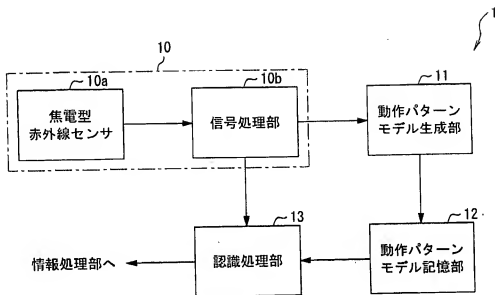 1
10
10a
焦電型
赤外線センサ
10b
信号処理部
11
動作パターン
モデル生成部
13
認識処理部
12
動作パターン
モデル記憶部
情報処理部へ